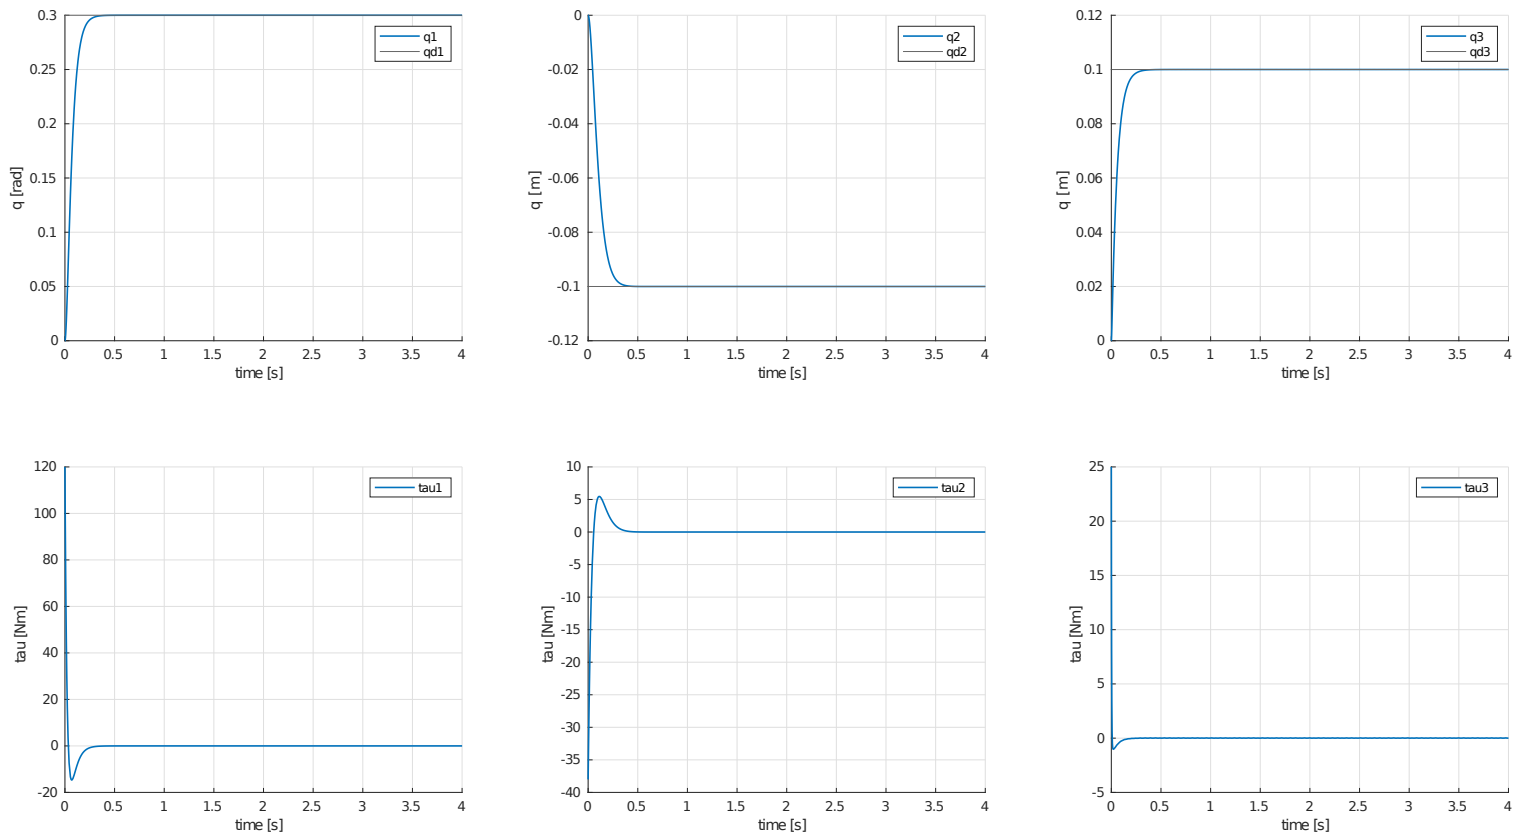 0.3
0.25
0.2
0.15
0.1
0.05
0
q [rad]
0 0.5 1 1.5 2 2.5 3 3.5 4
time [s]
q1
qd1
0
-0.02
-0.04
-0.06
-0.08
-0.1
-0.12
q [m]
0 0.5 1 1.5 2 2.5 3 3.5 4
time [s]
q2
qd2
0.12
0.1
0.08
0.06
0.04
0.02
0
q [m]
0 0.5 1 1.5 2 2.5 3 3.5 4
time [s]
q3
qd3
120
100
80
60
40
20
0
-20
tau [Nm]
0 0.5 1 1.5 2 2.5 3 3.5 4
time [s]
tau1
10
5
0
-5
-10
-15
-20
-25
-30
-35
-40
tau [Nm]
0 0.5 1 1.5 2 2.5 3 3.5 4
time [s]
tau2
25
20
15
10
5
0
-5
tau [Nm]
0 0.5 1 1.5 2 2.5 3 3.5 4
time [s]
tau3